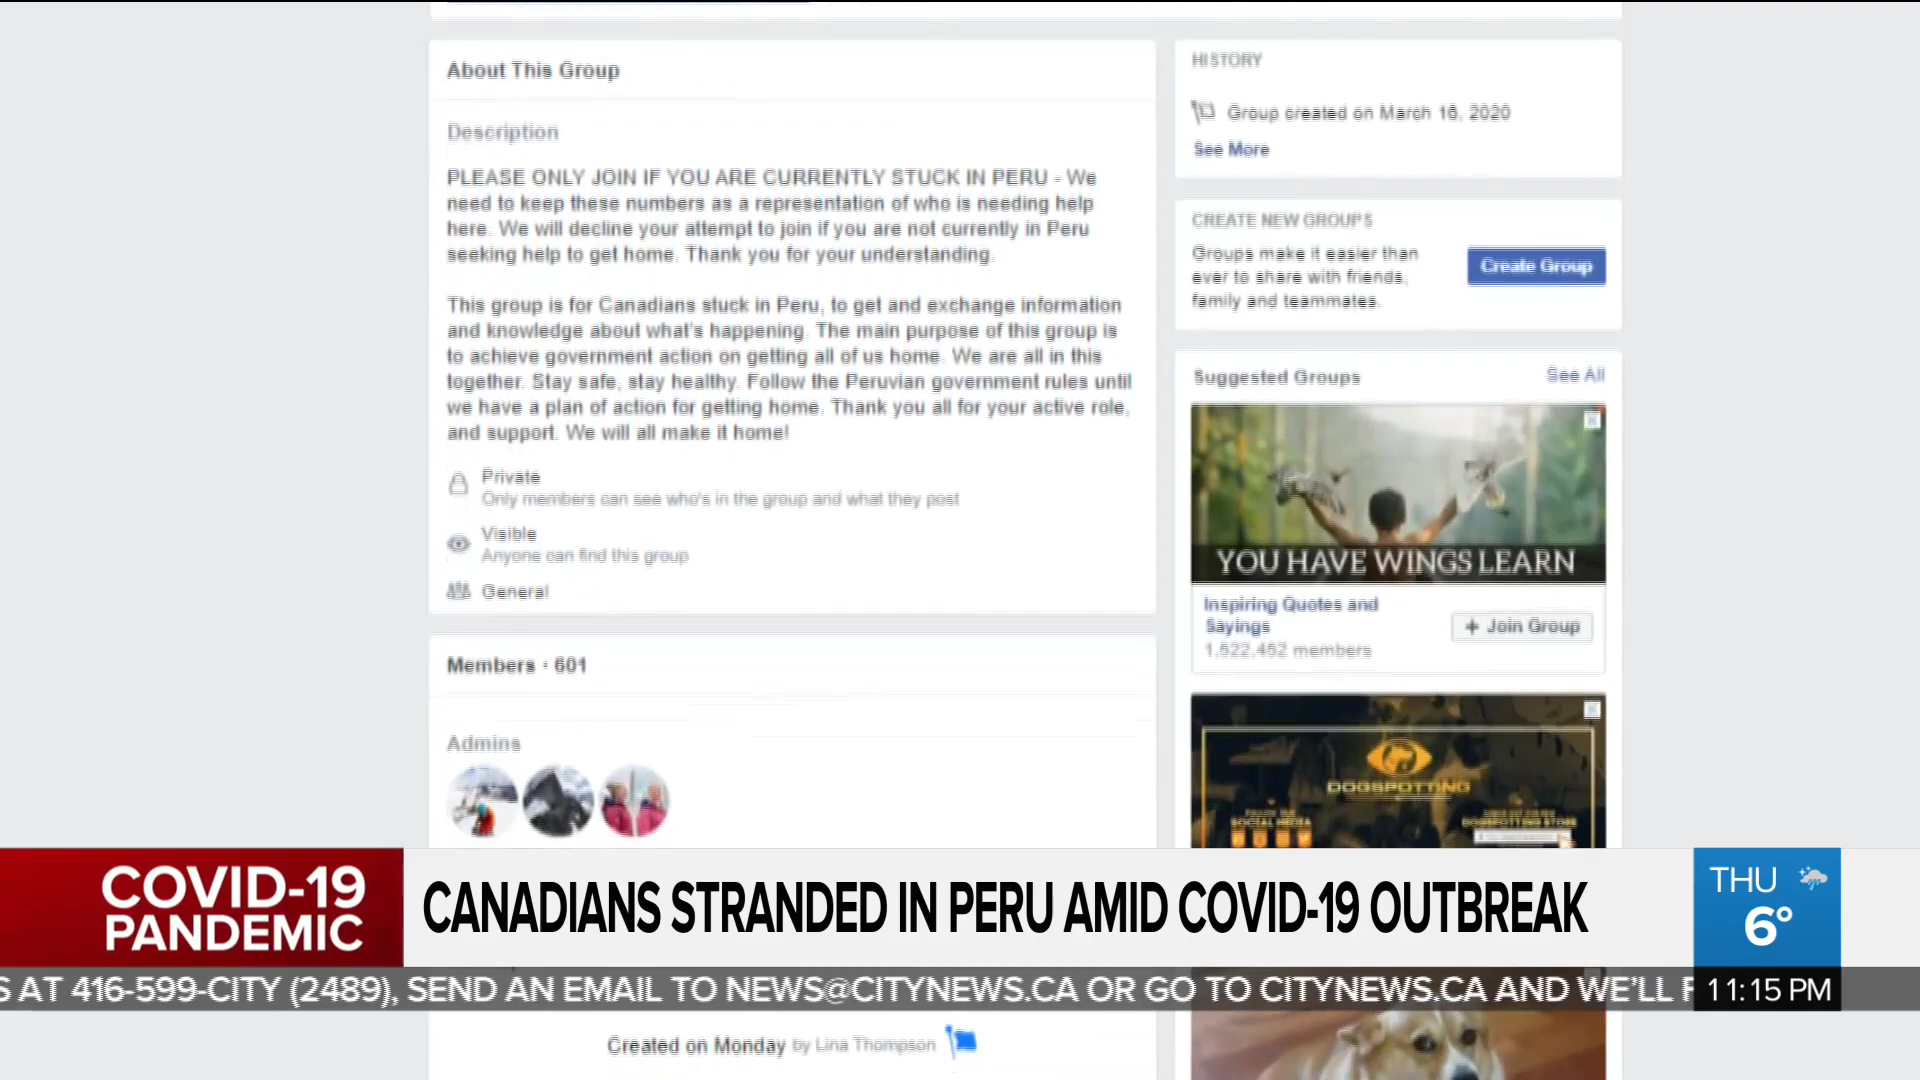 About This Group
Description
PLEASE ONLY JOIN IF YOU ARE CURRENTLY STUCK IN PERU - We
need to keep these numbers as a representation of who is needing help
here. We will decline your attempt to join if you are not currently in Peru
seeking help to get home. Thank you for your understanding.
This group is for Canadians stuck in Peru, to get and exchange information
and knowledge about what's happening. The main purpose of this group is
to achieve government action on getting all of us home. We are all in this
together. Stay safe, stay healthy. Follow the Peruvian government rules until
we have a plan of action for getting home. Thank you all for your active role,
and support. We will all make it home!
Private
Only members can see who's in the group and what they post
Visible
Anyone can find this group
General
Members · 601
Admins
HISTORY
Group created on March 16, 2020
See More
CREATE NEW GROUPS
Groups make it easier than
ever to share with friends,
family and teammates.
Create Group
Suggested Groups
See All
YOU HAVE WINGS LEARN
Inspiring Quotes and
Sayings
1,522,452 members
+ Join Group
DOGSPOTTING
SOCIAL MEDIA
DOGSPOTTING STORE
COVID-19
PANDEMIC
CANADIANS STRANDED IN PERU AMID COVID-19 OUTBREAK
THU
6°
S AT 416-599-CITY (2489), SEND AN EMAIL TO NEWS@CITYNEWS.CA OR GO TO CITYNEWS.CA AND WE'LL F
11:15 PM
Created on Monday by Lina Thompson